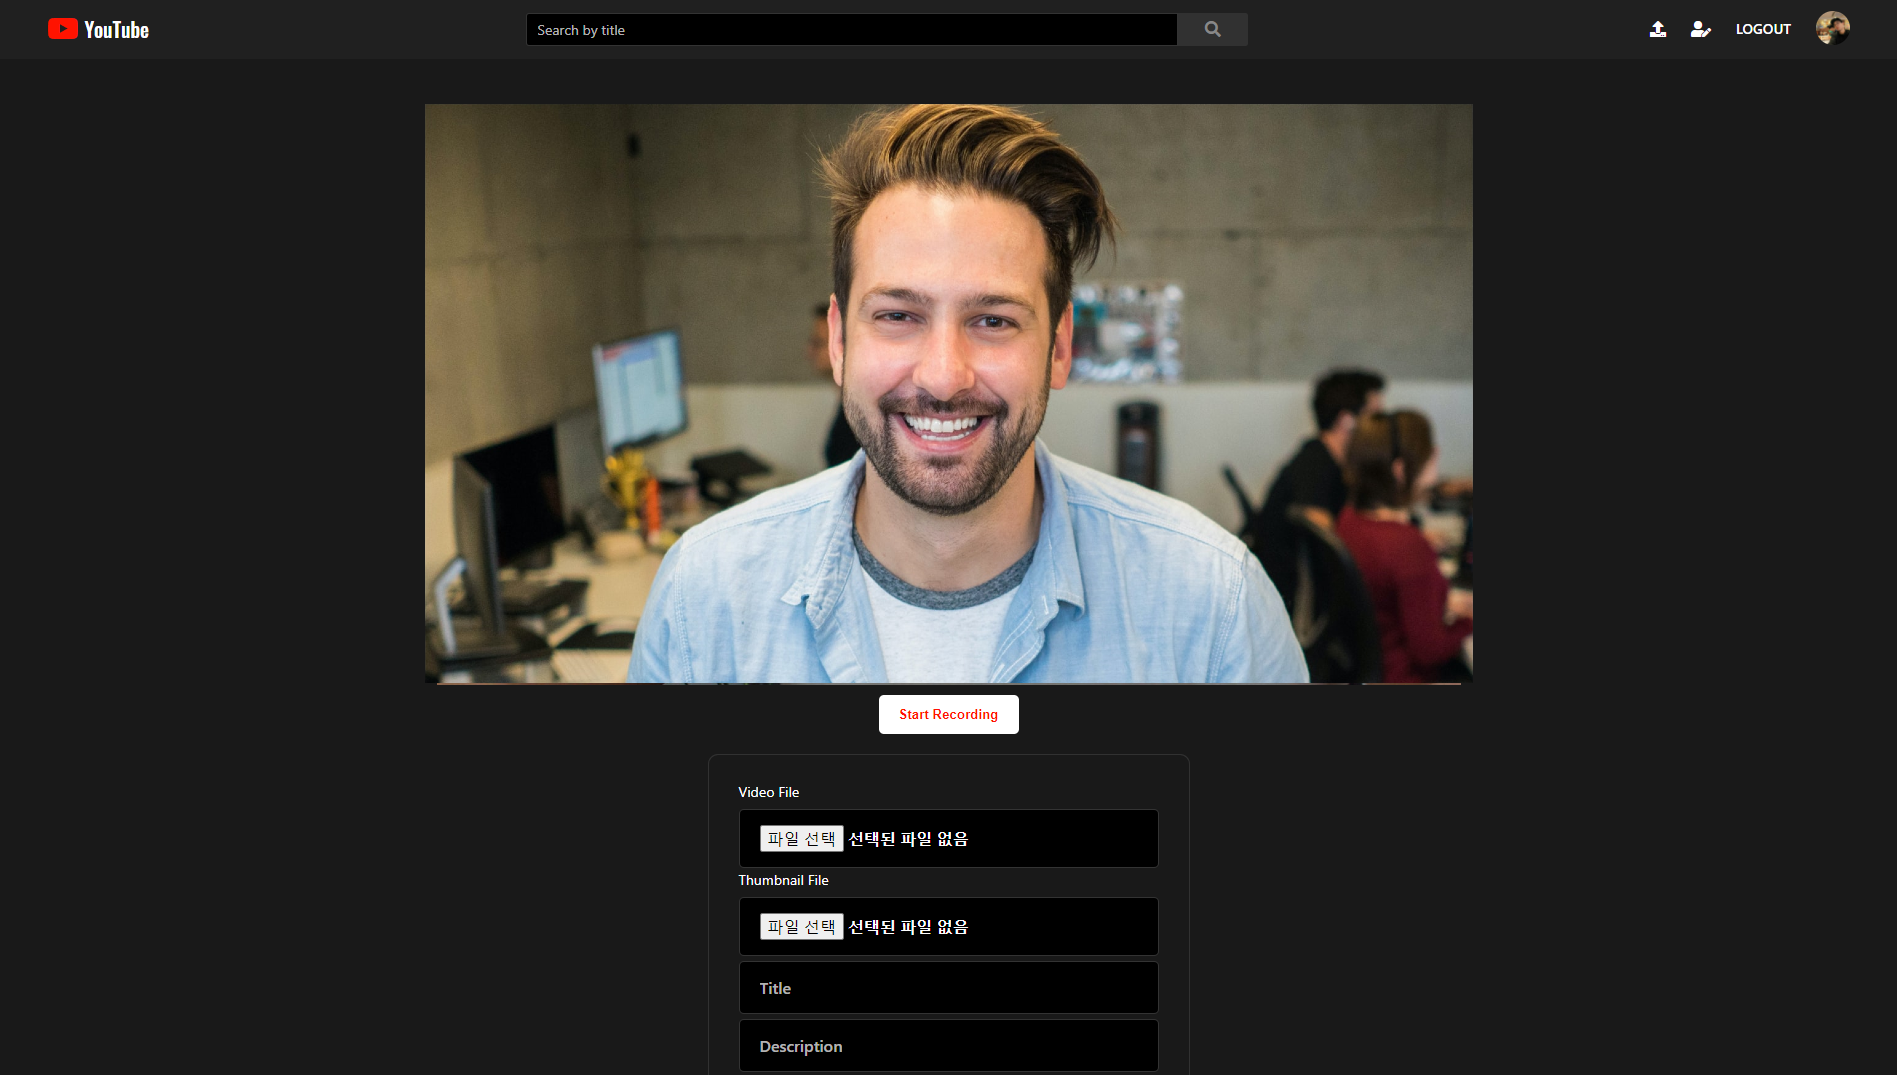 YouTube
Search by title
LOGOUT
Start Recording
Video File
파일 선택 선택된 파일 없음
Thumbnail File
파일 선택 선택된 파일 없음
Title
Description